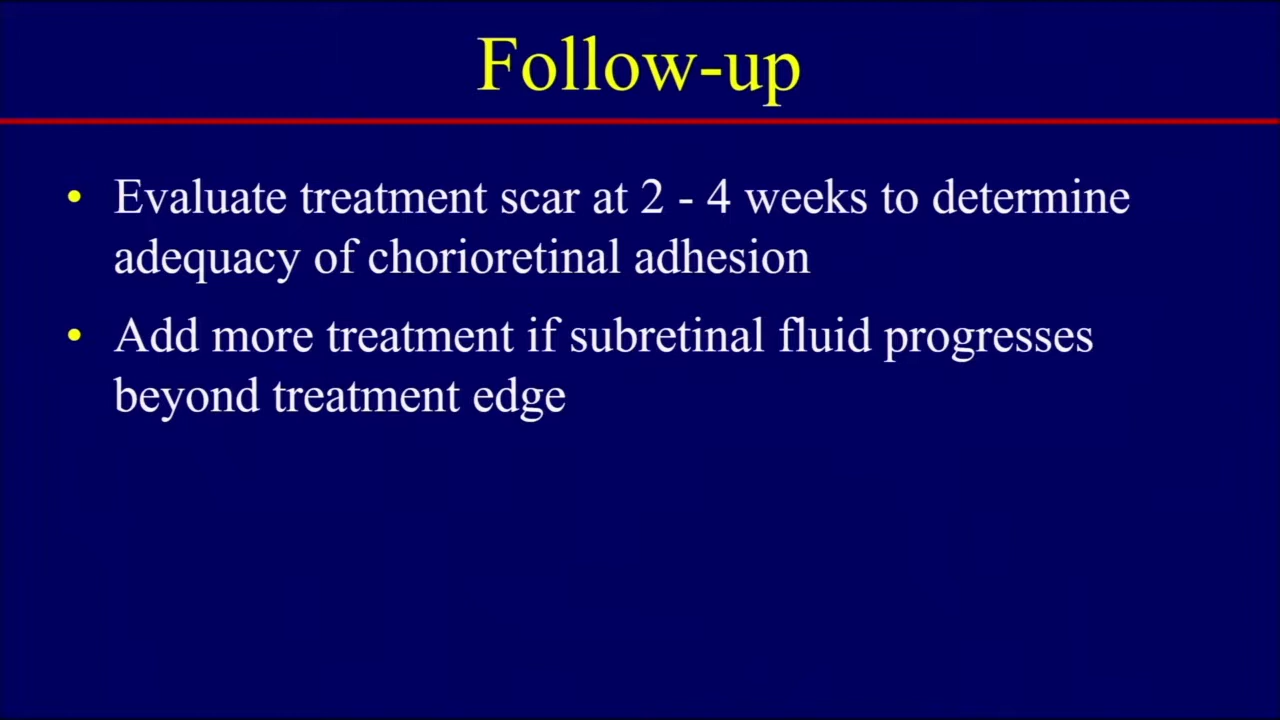 Follow-up
• Evaluate treatment scar at 2 - 4 weeks to determine
adequacy of chorioretinal adhesion
• Add more treatment if subretinal fluid progresses
beyond treatment edge